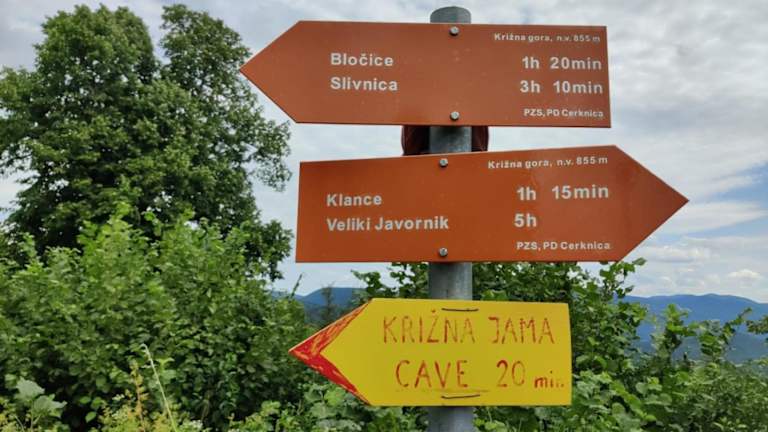 Križna gora, n.v. 855 m
Bločice 1h 20min
Slivnica 3h 10min
PZS, PD Cerknica
Križna gora, n.v. 855 m
Klance 1h 15min
Veliki Javornik 5h
PZS, PD Cerknica
KRIŽNA JAMA
CAVE 20 min.